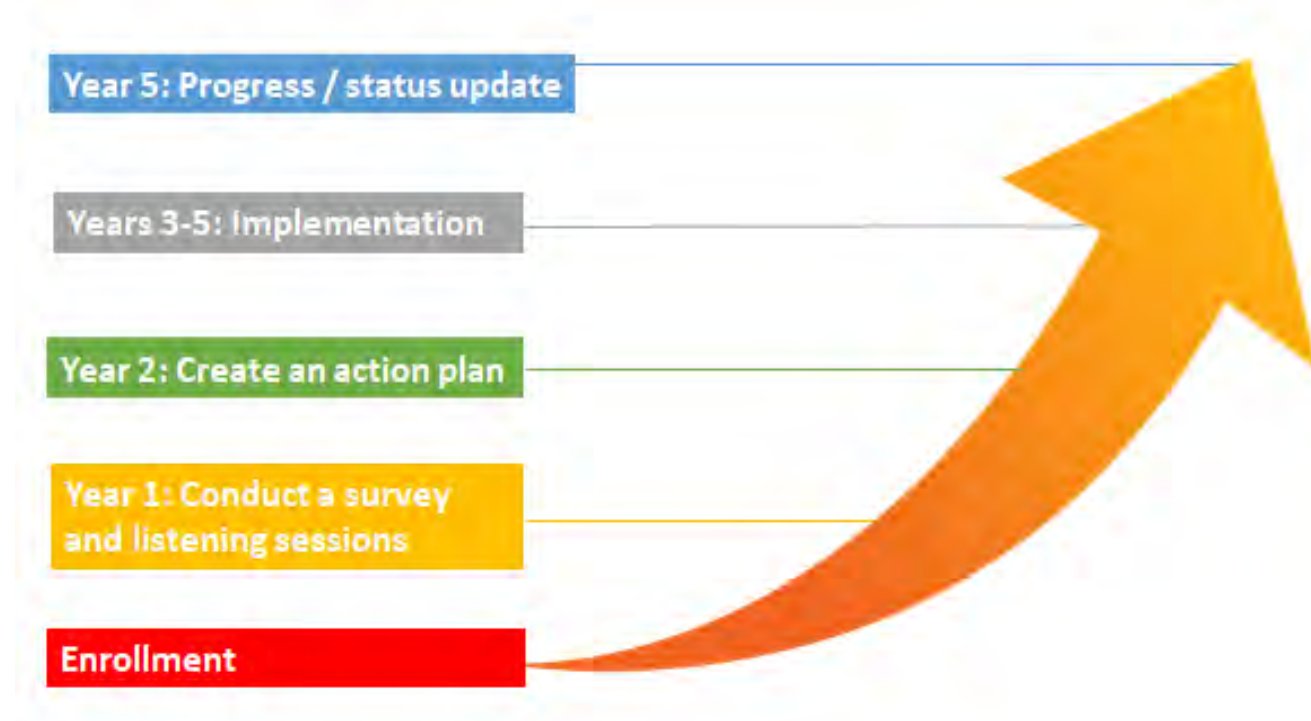 Year 5: Progress / status update
Years 3-5: Implementation
Year 2: Create an action plan
Year 1: Conduct a survey
and listening sessions
Enrollment